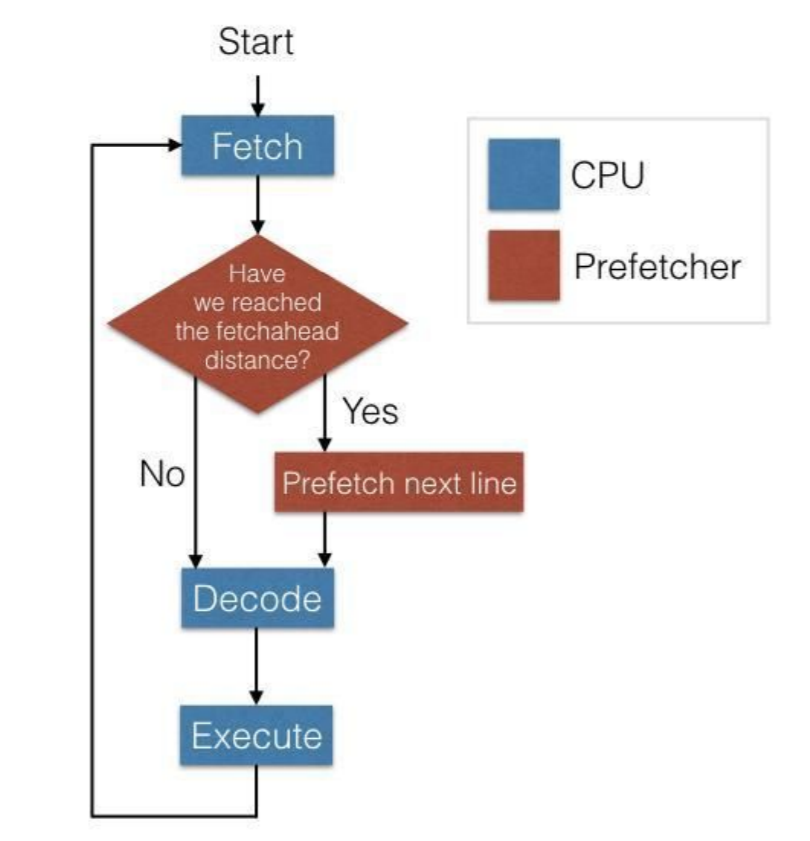 Start
Fetch
CPU
Prefetcher
Have
we reached
the fetchahead
distance?
Yes
No
Prefetch next line
Decode
Execute